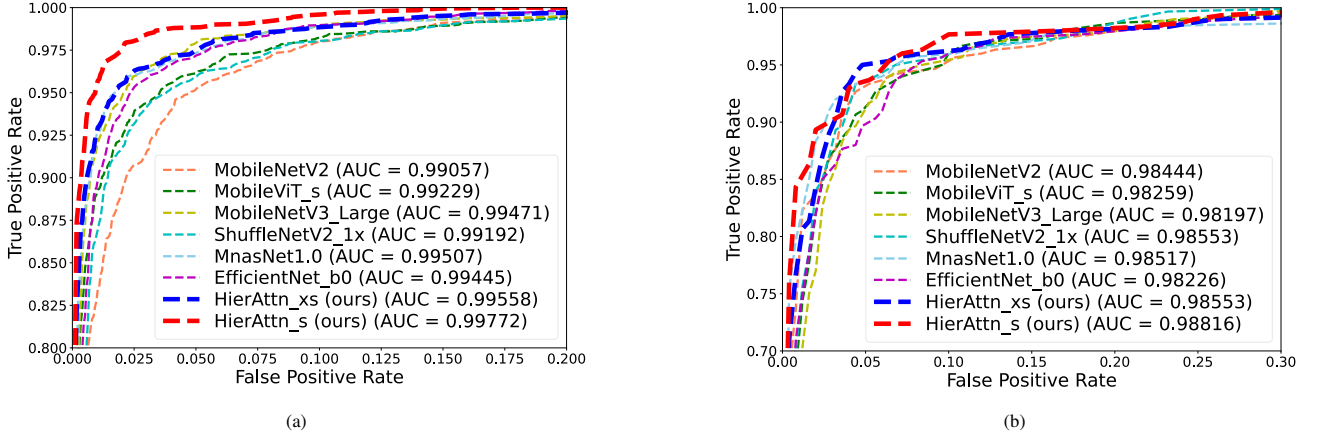 1.000
0.975
0.950
0.925
0.900
0.875
0.850
0.825
0.800
True Positive Rate
MobileNetV2 (AUC = 0.99057)
MobileViT_s (AUC = 0.99229)
MobileNetV3_Large (AUC = 0.99471)
ShuffleNetV2_1x (AUC = 0.99192)
MnasNet1.0 (AUC = 0.99507)
EfficientNet_b0 (AUC = 0.99445)
HierAttn_xs (ours) (AUC = 0.99558)
HierAttn_s (ours) (AUC = 0.99772)
0.000 0.025 0.050 0.075 0.100 0.125 0.150 0.175 0.200
False Positive Rate
(a)
1.00
0.95
0.90
0.85
0.80
0.75
0.70
True Positive Rate
MobileNetV2 (AUC = 0.98444)
MobileViT_s (AUC = 0.98259)
MobileNetV3_Large (AUC = 0.98197)
ShuffleNetV2_1x (AUC = 0.98553)
MnasNet1.0 (AUC = 0.98517)
EfficientNet_b0 (AUC = 0.98226)
HierAttn_xs (ours) (AUC = 0.98553)
HierAttn_s (ours) (AUC = 0.98816)
0.00 0.05 0.10 0.15 0.20 0.25 0.30
False Positive Rate
(b)